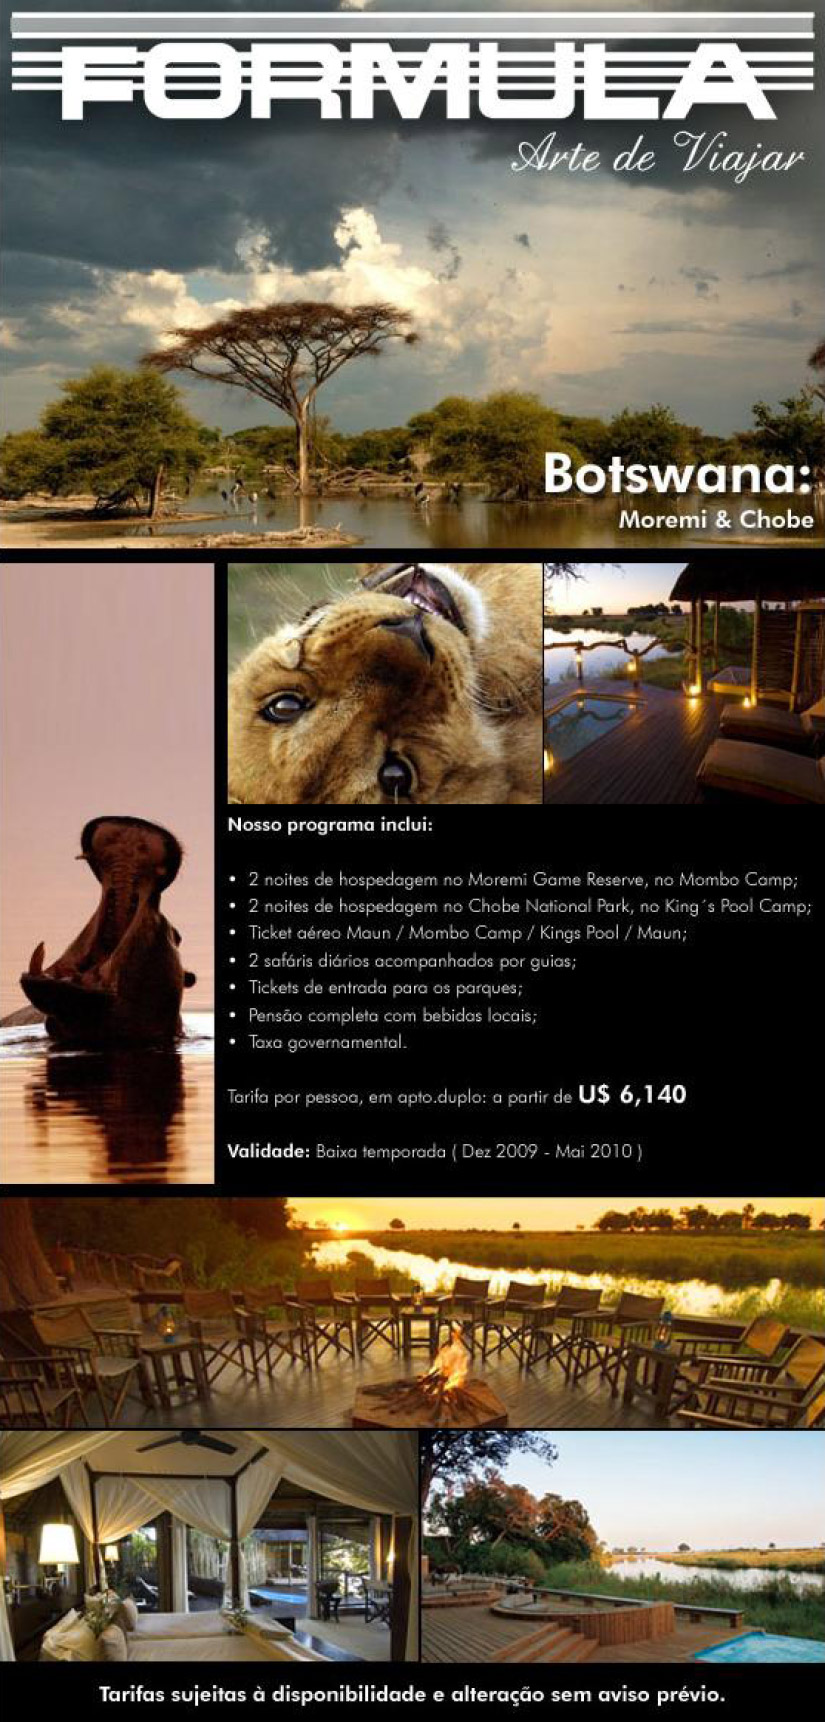 FORMULA
Arte de Viajar
Botswana:
Moremi & Chobe
Nosso programa inclui:
• 2 noites de hospedagem no Moremi Game Reserve, no Mombo Camp;
• 2 noites de hospedagem no Chobe National Park, no King´s Pool Camp;
• Ticket aéreo Maun / Mombo Camp / Kings Pool / Maun;
• 2 safáris diários acompanhados por guias;
• Tickets de entrada para os parques;
• Pensão completa com bebidas locais;
• Taxa governamental.
Tarifa por pessoa, em apto.duplo: a partir de U$ 6,140
Validade: Baixa temporada ( Dez 2009 - Mai 2010 )
Tarifas sujeitas à disponibilidade e alteração sem aviso prévio.